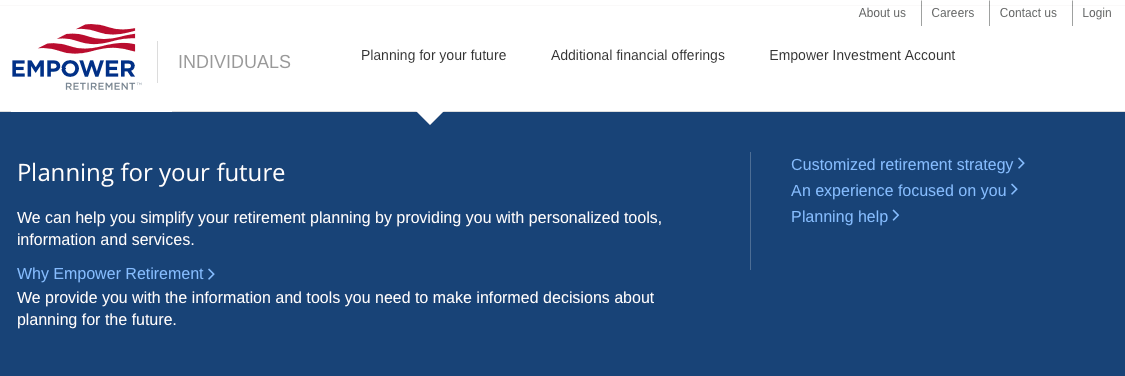 About us
Careers
Contact us
Login
EMPOWER
RETIREMENT™
INDIVIDUALS
Planning for your future
Additional financial offerings
Empower Investment Account
Planning for your future
We can help you simplify your retirement planning by providing you with personalized tools,
information and services.
Why Empower Retirement
We provide you with the information and tools you need to make informed decisions about
planning for the future.
Customized retirement strategy
An experience focused on you
Planning help